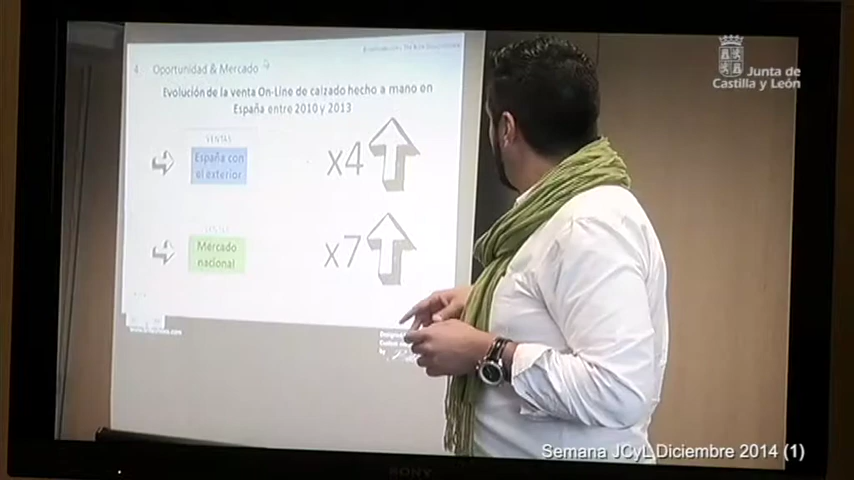 Junta de
Castilla y León
4 Oportunidad & Mercado
Evolución de la venta On-Line de calzado hecho a mano en
España entre 2010 y 2013
VENTAS
España con
el exterior
x4
VENTAS
Mercado
nacional
x7
SONY
Semana JCyL Diciembre 2014 (1)